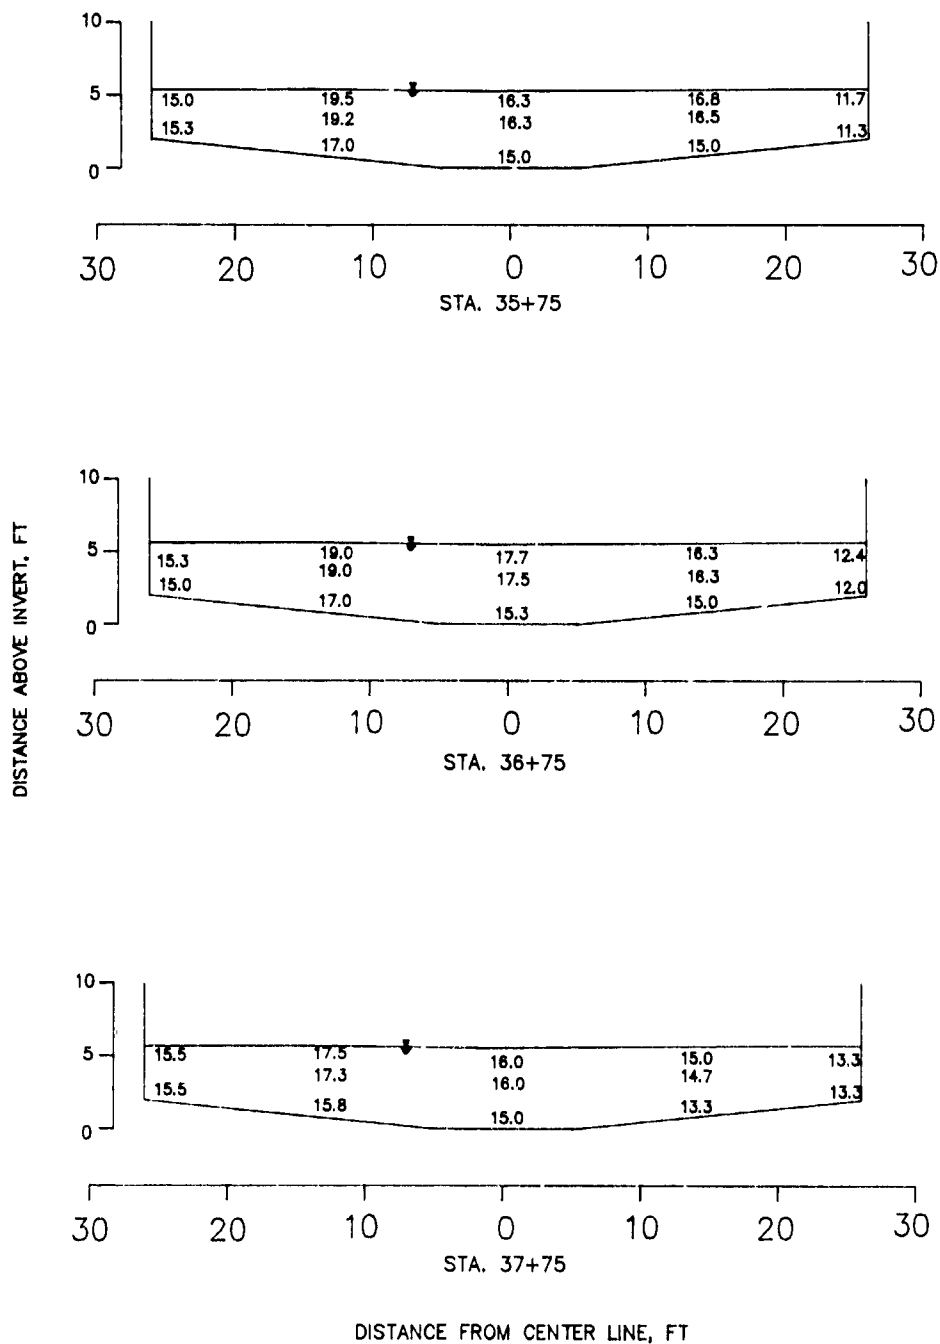 10
5
15.0 19.5 16.3 16.8 11.7
19.2 16.3 16.5
15.3 17.0 15.0 15.0 11.3
0
30 20 10 0 10 20 30
STA. 35+75
10
5
15.3 19.0 17.7 16.3 12.4
19.0 17.5 16.3
15.0 17.0 15.3 15.0 12.0
0
30 20 10 0 10 20 30
STA. 36+75
DISTANCE ABOVE INVERT, FT
10
5
15.5 17.5 16.0 15.0 13.3
17.3 16.0 14.7
15.5 15.8 15.0 13.3 13.3
0
30 20 10 0 10 20 30
STA. 37+75
DISTANCE FROM CENTER LINE, FT